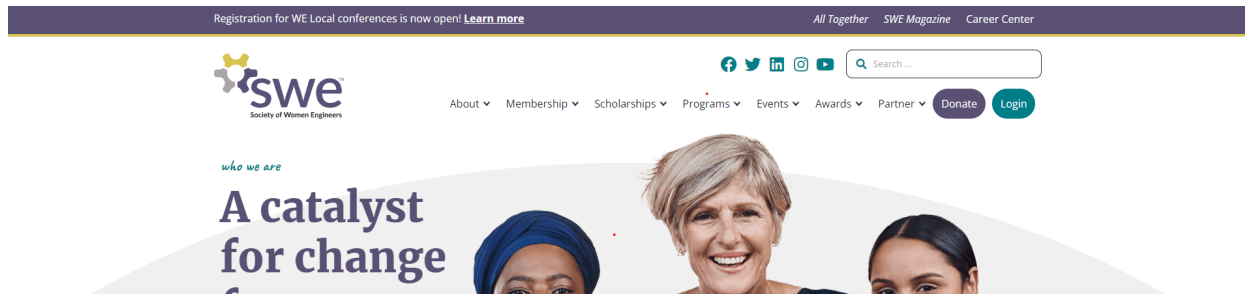 Registration for WE Local conferences is now open! Learn more
All Together SWE Magazine Career Center
swe™
Society of Women Engineers
Search ...
About Membership Scholarships Programs Events Awards Partner Donate Login
who we are
A catalyst
for change